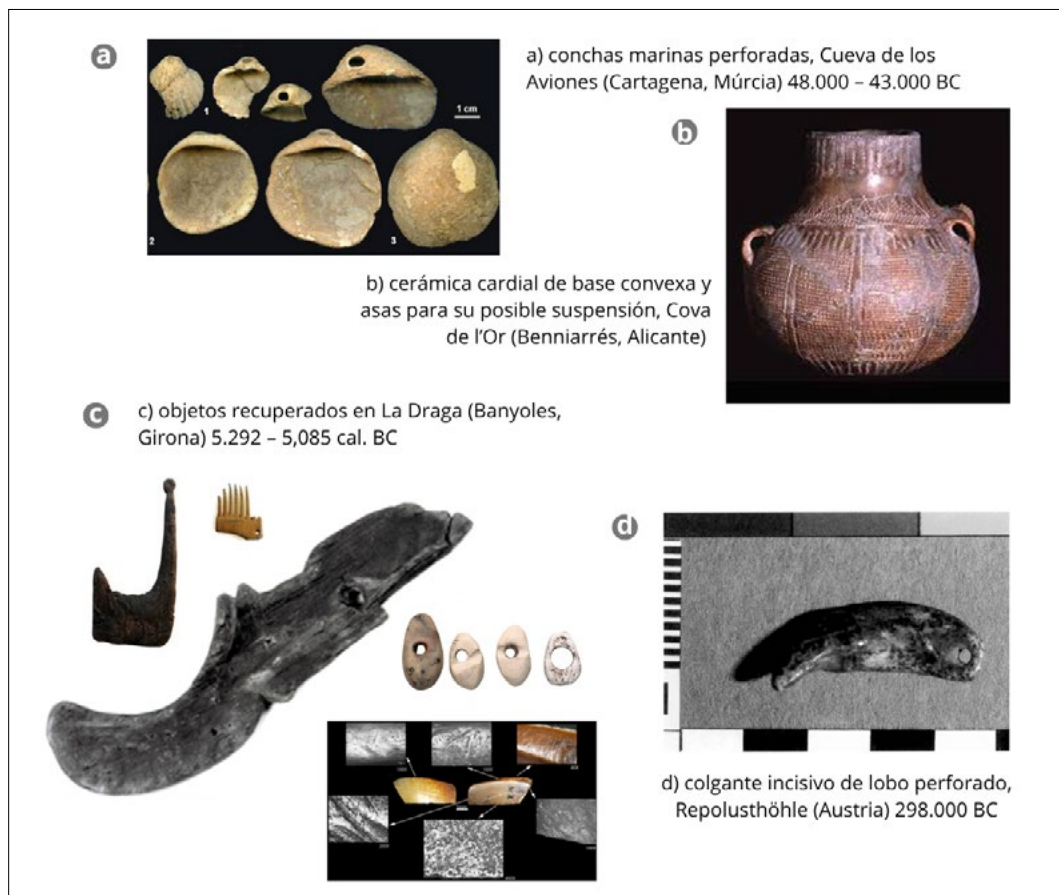 a
a) conchas marinas perforadas, Cueva de los
Aviones (Cartagena, Múrcia) 48.000 – 43.000 BC
1
1 cm
2
3
b
b) cerámica cardial de base convexa y
asas para su posible suspensión, Cova
de l'Or (Benniarrés, Alicante)
c
c) objetos recuperados en La Draga (Banyoles,
Girona) 5.292 – 5,085 cal. BC
d
d) colgante incisivo de lobo perforado,
Repolusthöhle (Austria) 298.000 BC